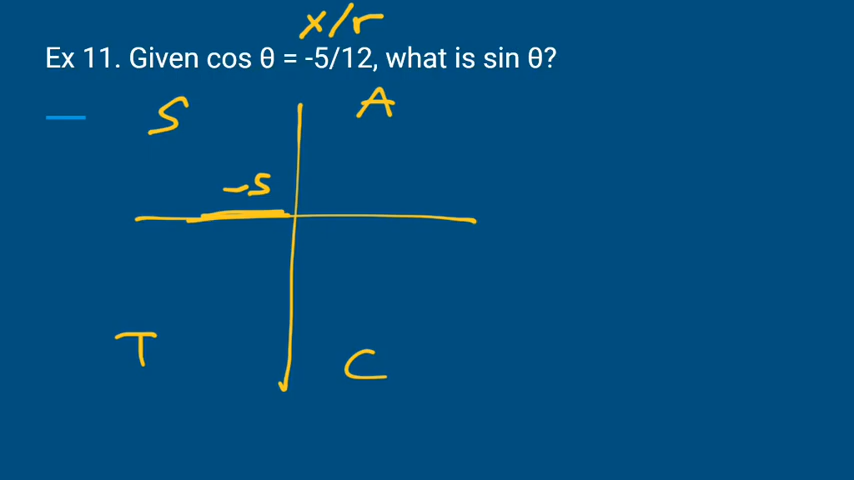 x/r
Ex 11. Given cos θ = -5/12, what is sin θ?
S A
-5
T C